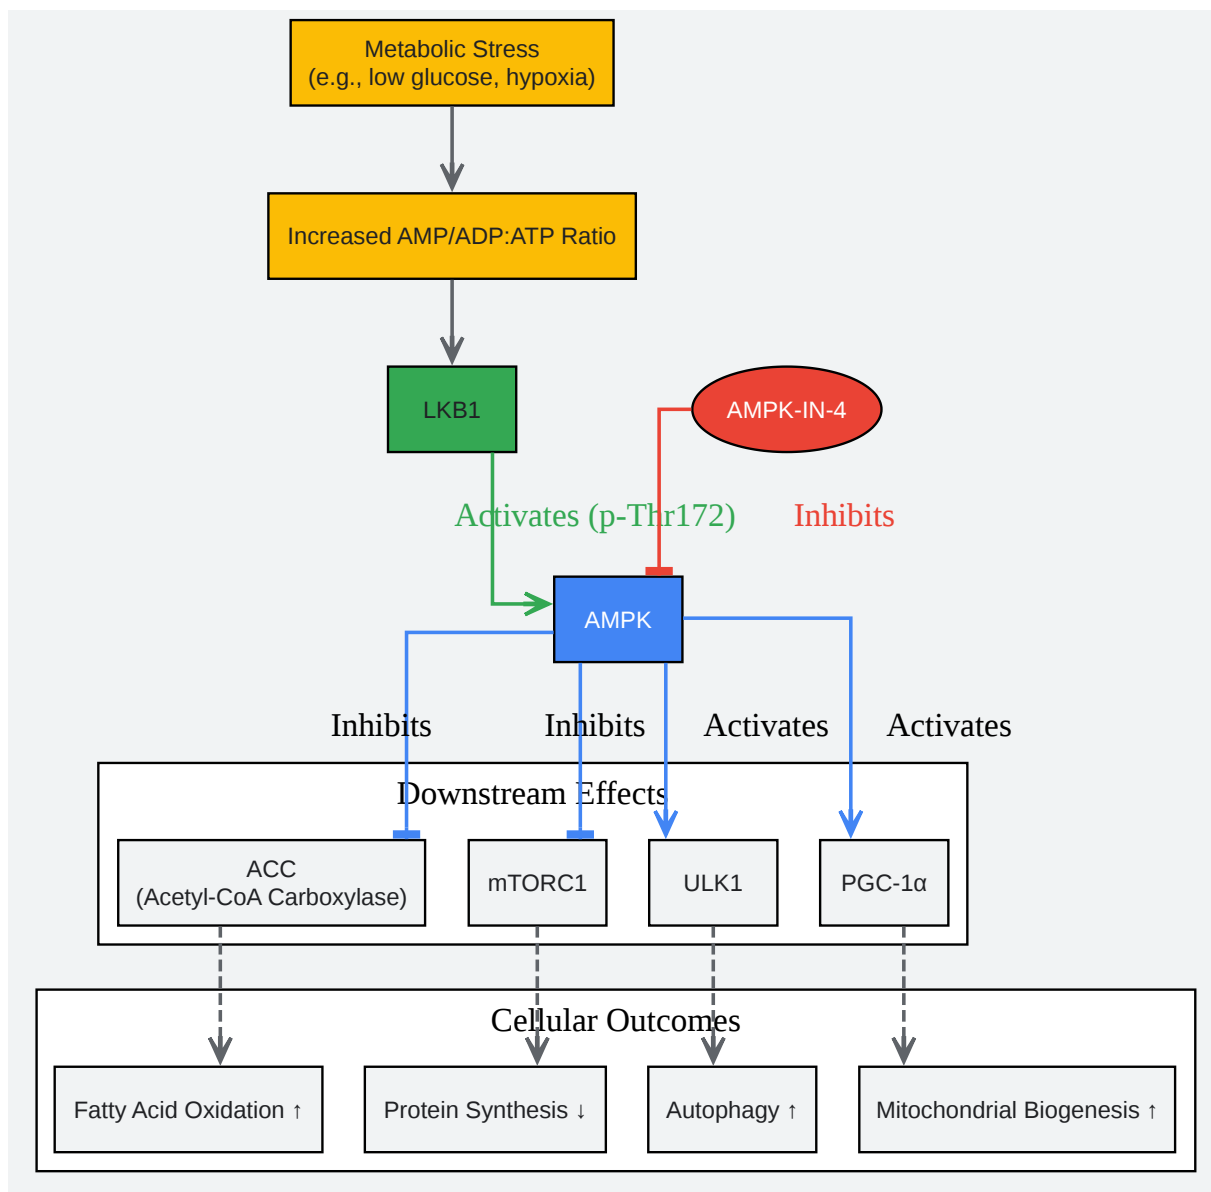 Metabolic Stress
(e.g., low glucose, hypoxia)
Increased AMP/ADP:ATP Ratio
LKB1
AMPK-IN-4
Activates (p-Thr172)
Inhibits
AMPK
Inhibits
Inhibits
Activates
Activates
Downstream Effects
ACC
(Acetyl-CoA Carboxylase)
mTORC1
ULK1
PGC-1α
Cellular Outcomes
Fatty Acid Oxidation ↑
Protein Synthesis ↓
Autophagy ↑
Mitochondrial Biogenesis ↑